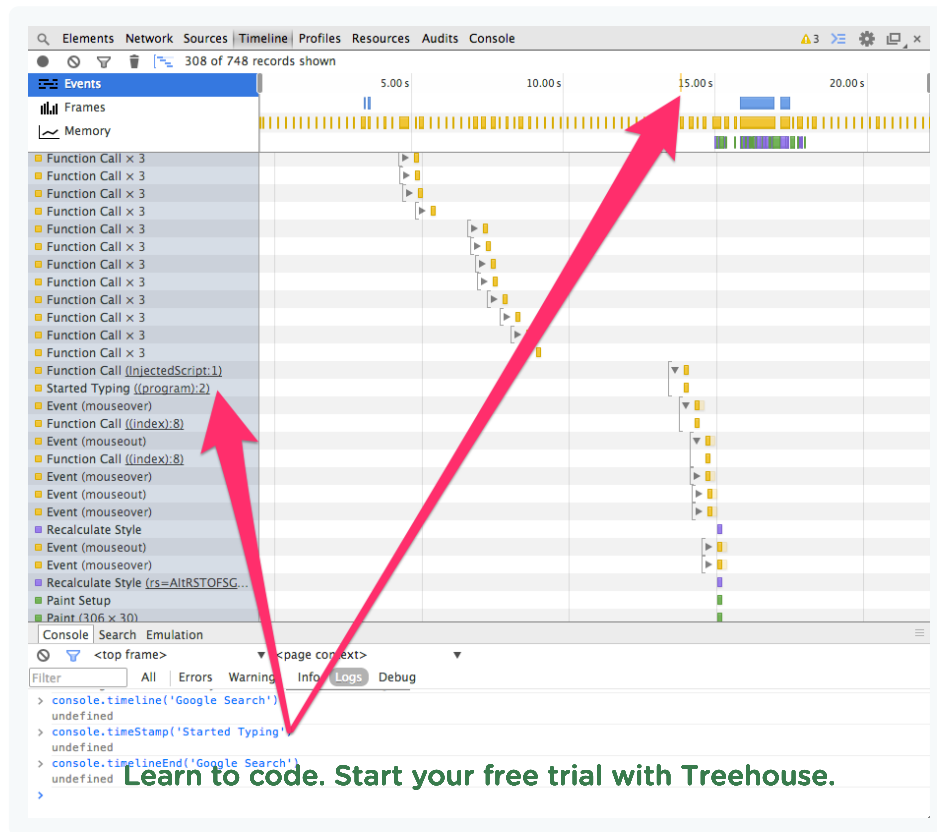 Elements Network Sources Timeline Profiles Resources Audits Console 3
308 of 748 records shown
Events 5.00 s 10.00 s 15.00 s 20.00 s
Frames
Memory
Function Call × 3
Function Call × 3
Function Call × 3
Function Call × 3
Function Call × 3
Function Call × 3
Function Call × 3
Function Call × 3
Function Call × 3
Function Call × 3
Function Call × 3
Function Call × 3
Function Call (InjectedScript:1)
Started Typing ((program):2)
Event (mouseover)
Function Call ((index):8)
Event (mouseout)
Function Call ((index):8)
Event (mouseover)
Event (mouseout)
Event (mouseover)
Recalculate Style
Event (mouseout)
Event (mouseover)
Recalculate Style (rs=AItRSTOFSG...
Paint Setup
Paint (306 × 30)
Console Search Emulation
<top frame> <page context>
Filter All Errors Warning Info Logs Debug
console.timeline('Google Search')
undefined
console.timeStamp('Started Typing'
undefined
console.timelineEnd('Google Search')
undefined
Learn to code. Start your free trial with Treehouse.